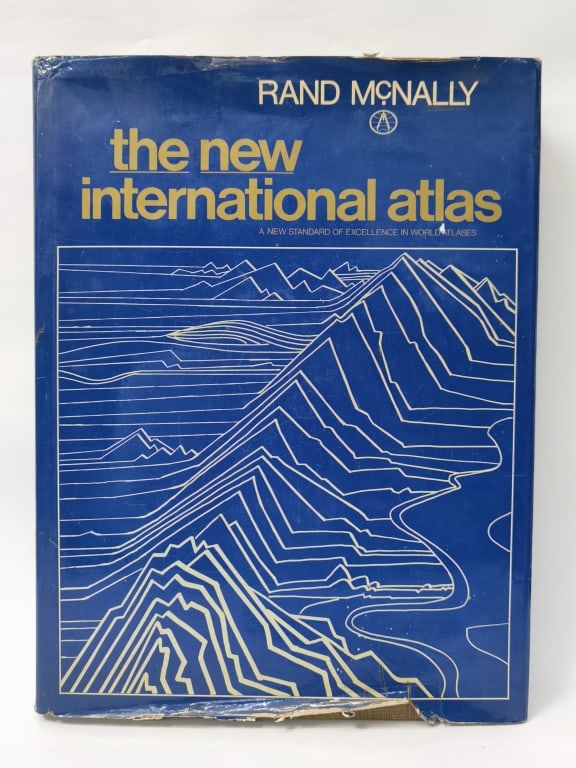 RAND McNALLY
the new
international atlas
A NEW STANDARD OF EXCELLENCE IN WORLD ATLASES